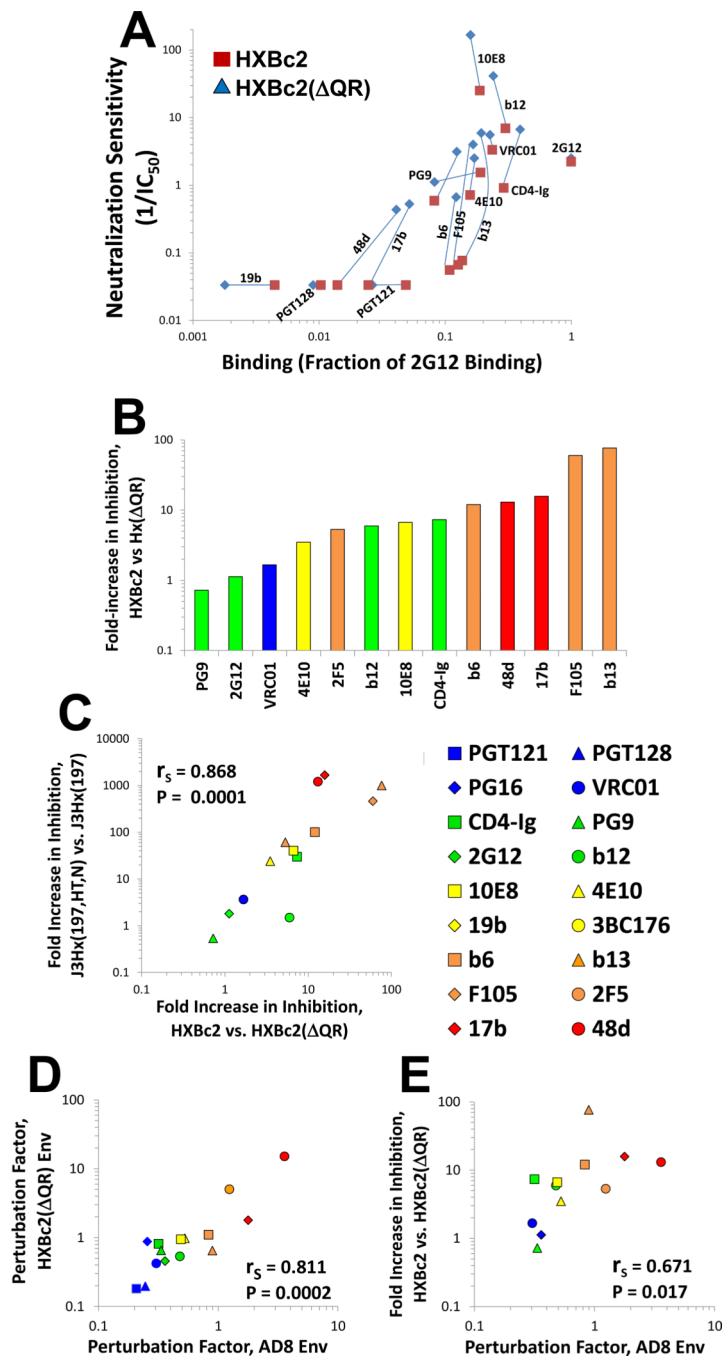 A
HXBc2
HXBc2(ΔQR)
Neutralization Sensitivity
(1/IC50)
100
10
1
0.1
0.01
0.001
0.01
0.1
1
10E8
b12
VRC01
2G12
PG9
4E10
CD4-Ig
b6
F105
b13
48d
17b
19b
PGT128
PGT121
Binding (Fraction of 2G12 Binding)
B
Fold-increase in Inhibition,
HXBc2 vs Hx(ΔQR)
100
10
1
0.1
PG9
2G12
VRC01
4E10
2F5
b12
10E8
CD4-Ig
b6
48d
17b
F105
b13
C
Fold Increase in Inhibition,
J3Hx(197,HT,N) vs. J3Hx(197)
10000
1000
100
10
1
0.1
rS = 0.868
P = 0.0001
0.1
1
10
100
Fold Increase in Inhibition,
HXBc2 vs. HXBc2(ΔQR)
PGT121
PGT128
PG16
VRC01
CD4-Ig
PG9
2G12
b12
10E8
4E10
19b
3BC176
b6
b13
F105
2F5
17b
48d
D
Perturbation Factor,
HXBc2(ΔQR) Env
100
10
1
0.1
rS = 0.811
P = 0.0002
0.1
1
10
Perturbation Factor, AD8 Env
E
Fold Increase in Inhibition,
HXBc2 vs. HXBc2(ΔQR)
100
10
1
0.1
rS = 0.671
P = 0.017
0.1
1
10
Perturbation Factor, AD8 Env